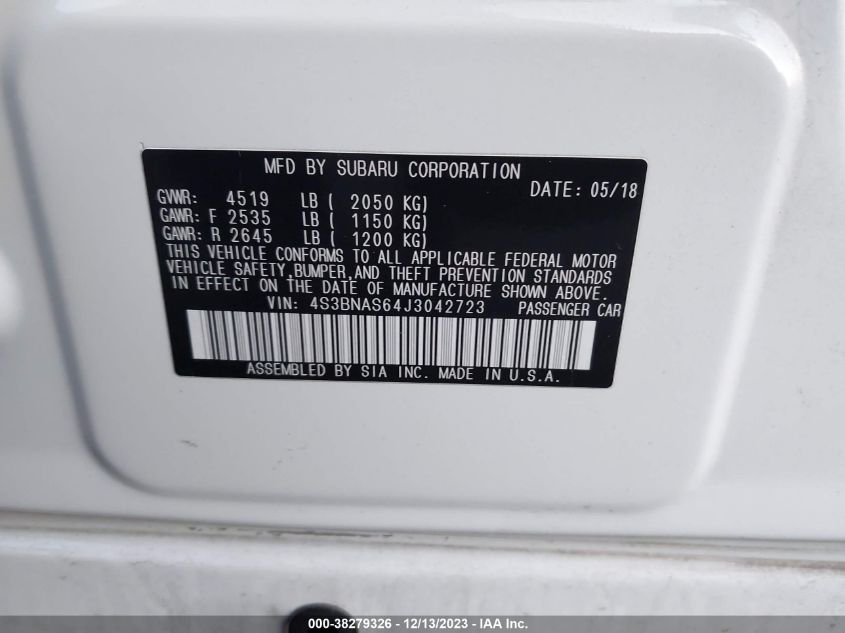 MFD BY SUBARU CORPORATION
DATE: 05/18
GVWR: 4519 LB ( 2050 KG)
GAWR: F 2535 LB ( 1150 KG)
GAWR: R 2645 LB ( 1200 KG)
THIS VEHICLE CONFORMS TO ALL APPLICABLE FEDERAL MOTOR
VEHICLE SAFETY, BUMPER, AND THEFT PREVENTION STANDARDS
IN EFFECT ON THE DATE OF MANUFACTURE SHOWN ABOVE.
VIN: 4S3BNAS64J3042723 PASSENGER CAR
ASSEMBLED BY SIA INC. MADE IN U.S.A.
000-38279326 - 12/13/2023 - IAA Inc.